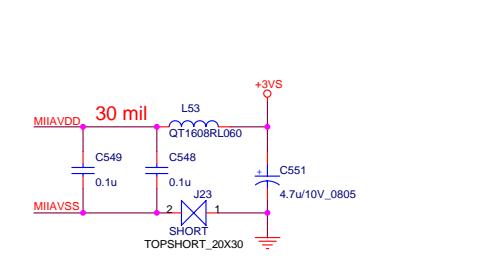 +3VS
30 mil
L53
MIIAVDD
QT1608RL060
C549
C548
C551
0.1u
0.1u
+
4.7u/10V_0805
J23
MIIAVSS
2
1
SHORT
TOPSHORT_20X30